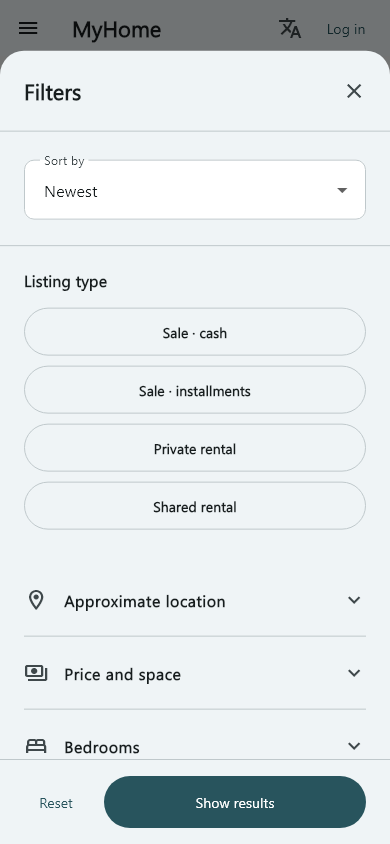 MyHome
Log in
Filters
Sort by
Newest
Listing type
Sale · cash
Sale · installments
Private rental
Shared rental
Approximate location
Price and space
Bedrooms
Reset
Show results